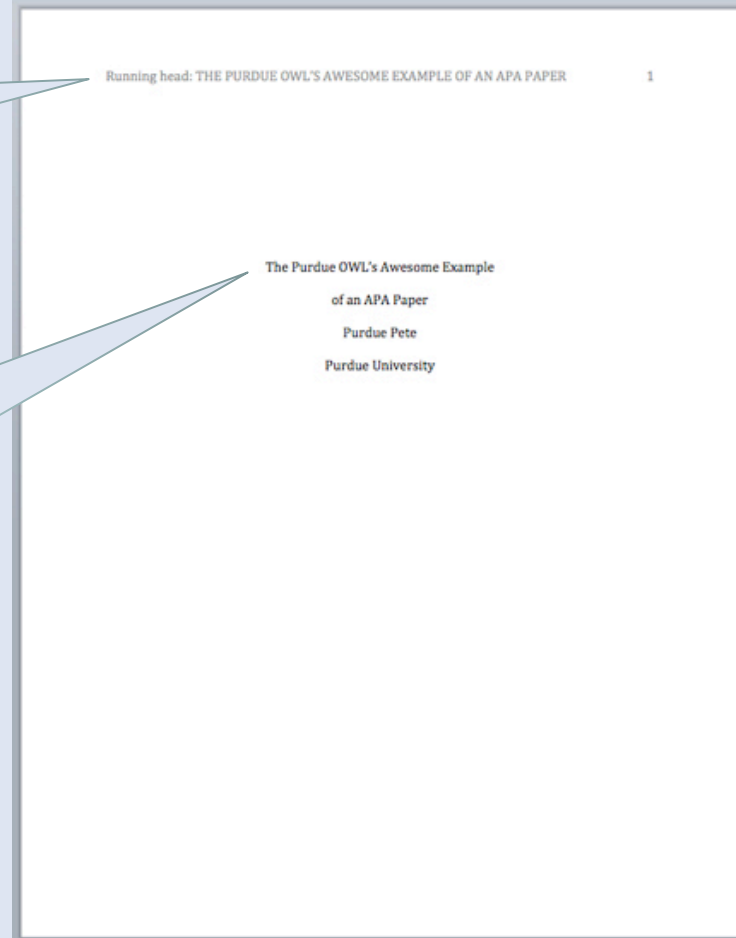 Running head: THE PURDUE OWL'S AWESOME EXAMPLE OF AN APA PAPER 1
The Purdue OWL's Awesome Example
of an APA Paper
Purdue Pete
Purdue University